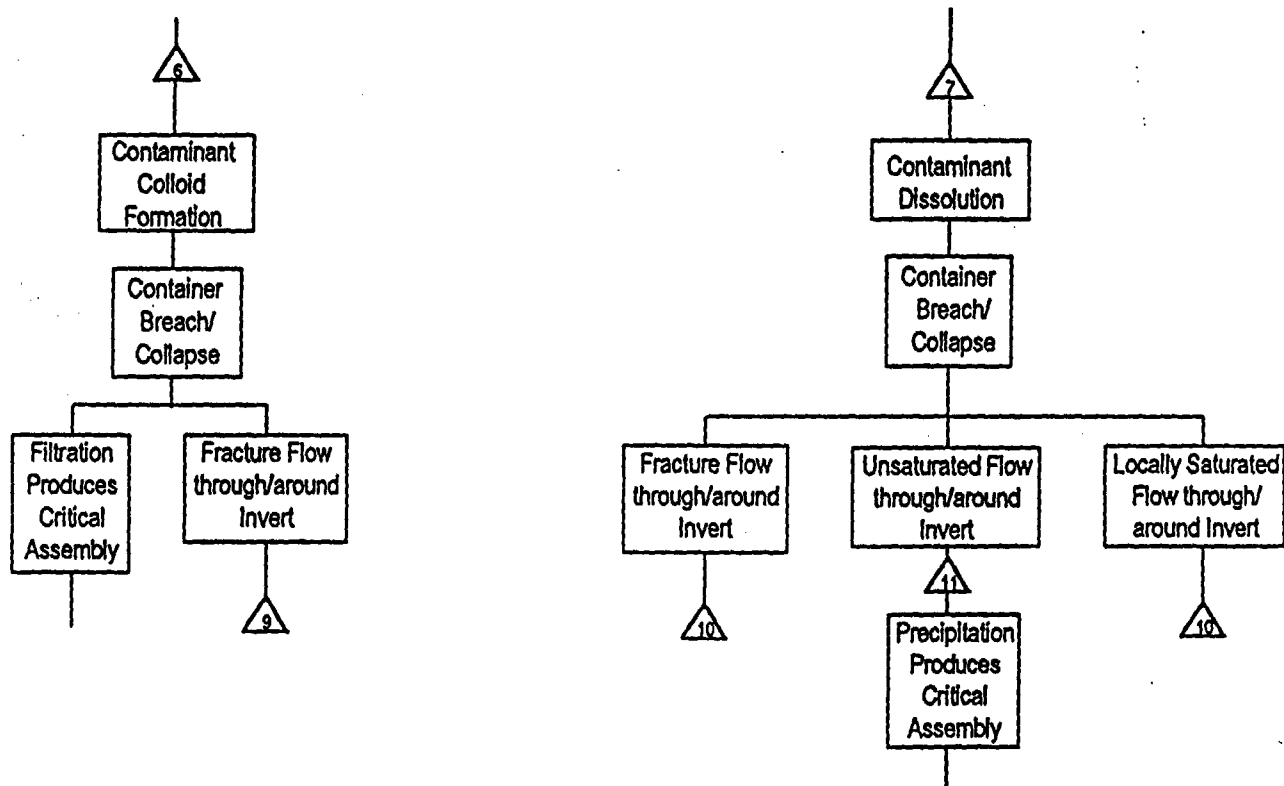 6
Contaminant
Colloid
Formation
Container
Breach/
Collapse
Filtration
Produces
Critical
Assembly
Fracture Flow
through/around
Invert
9
7
Contaminant
Dissolution
Container
Breach/
Collapse
Fracture Flow
through/around
Invert
10
Unsaturated Flow
through/around
Invert
11
Precipitation
Produces
Critical
Assembly
Locally Saturated
Flow through/
around Invert
10